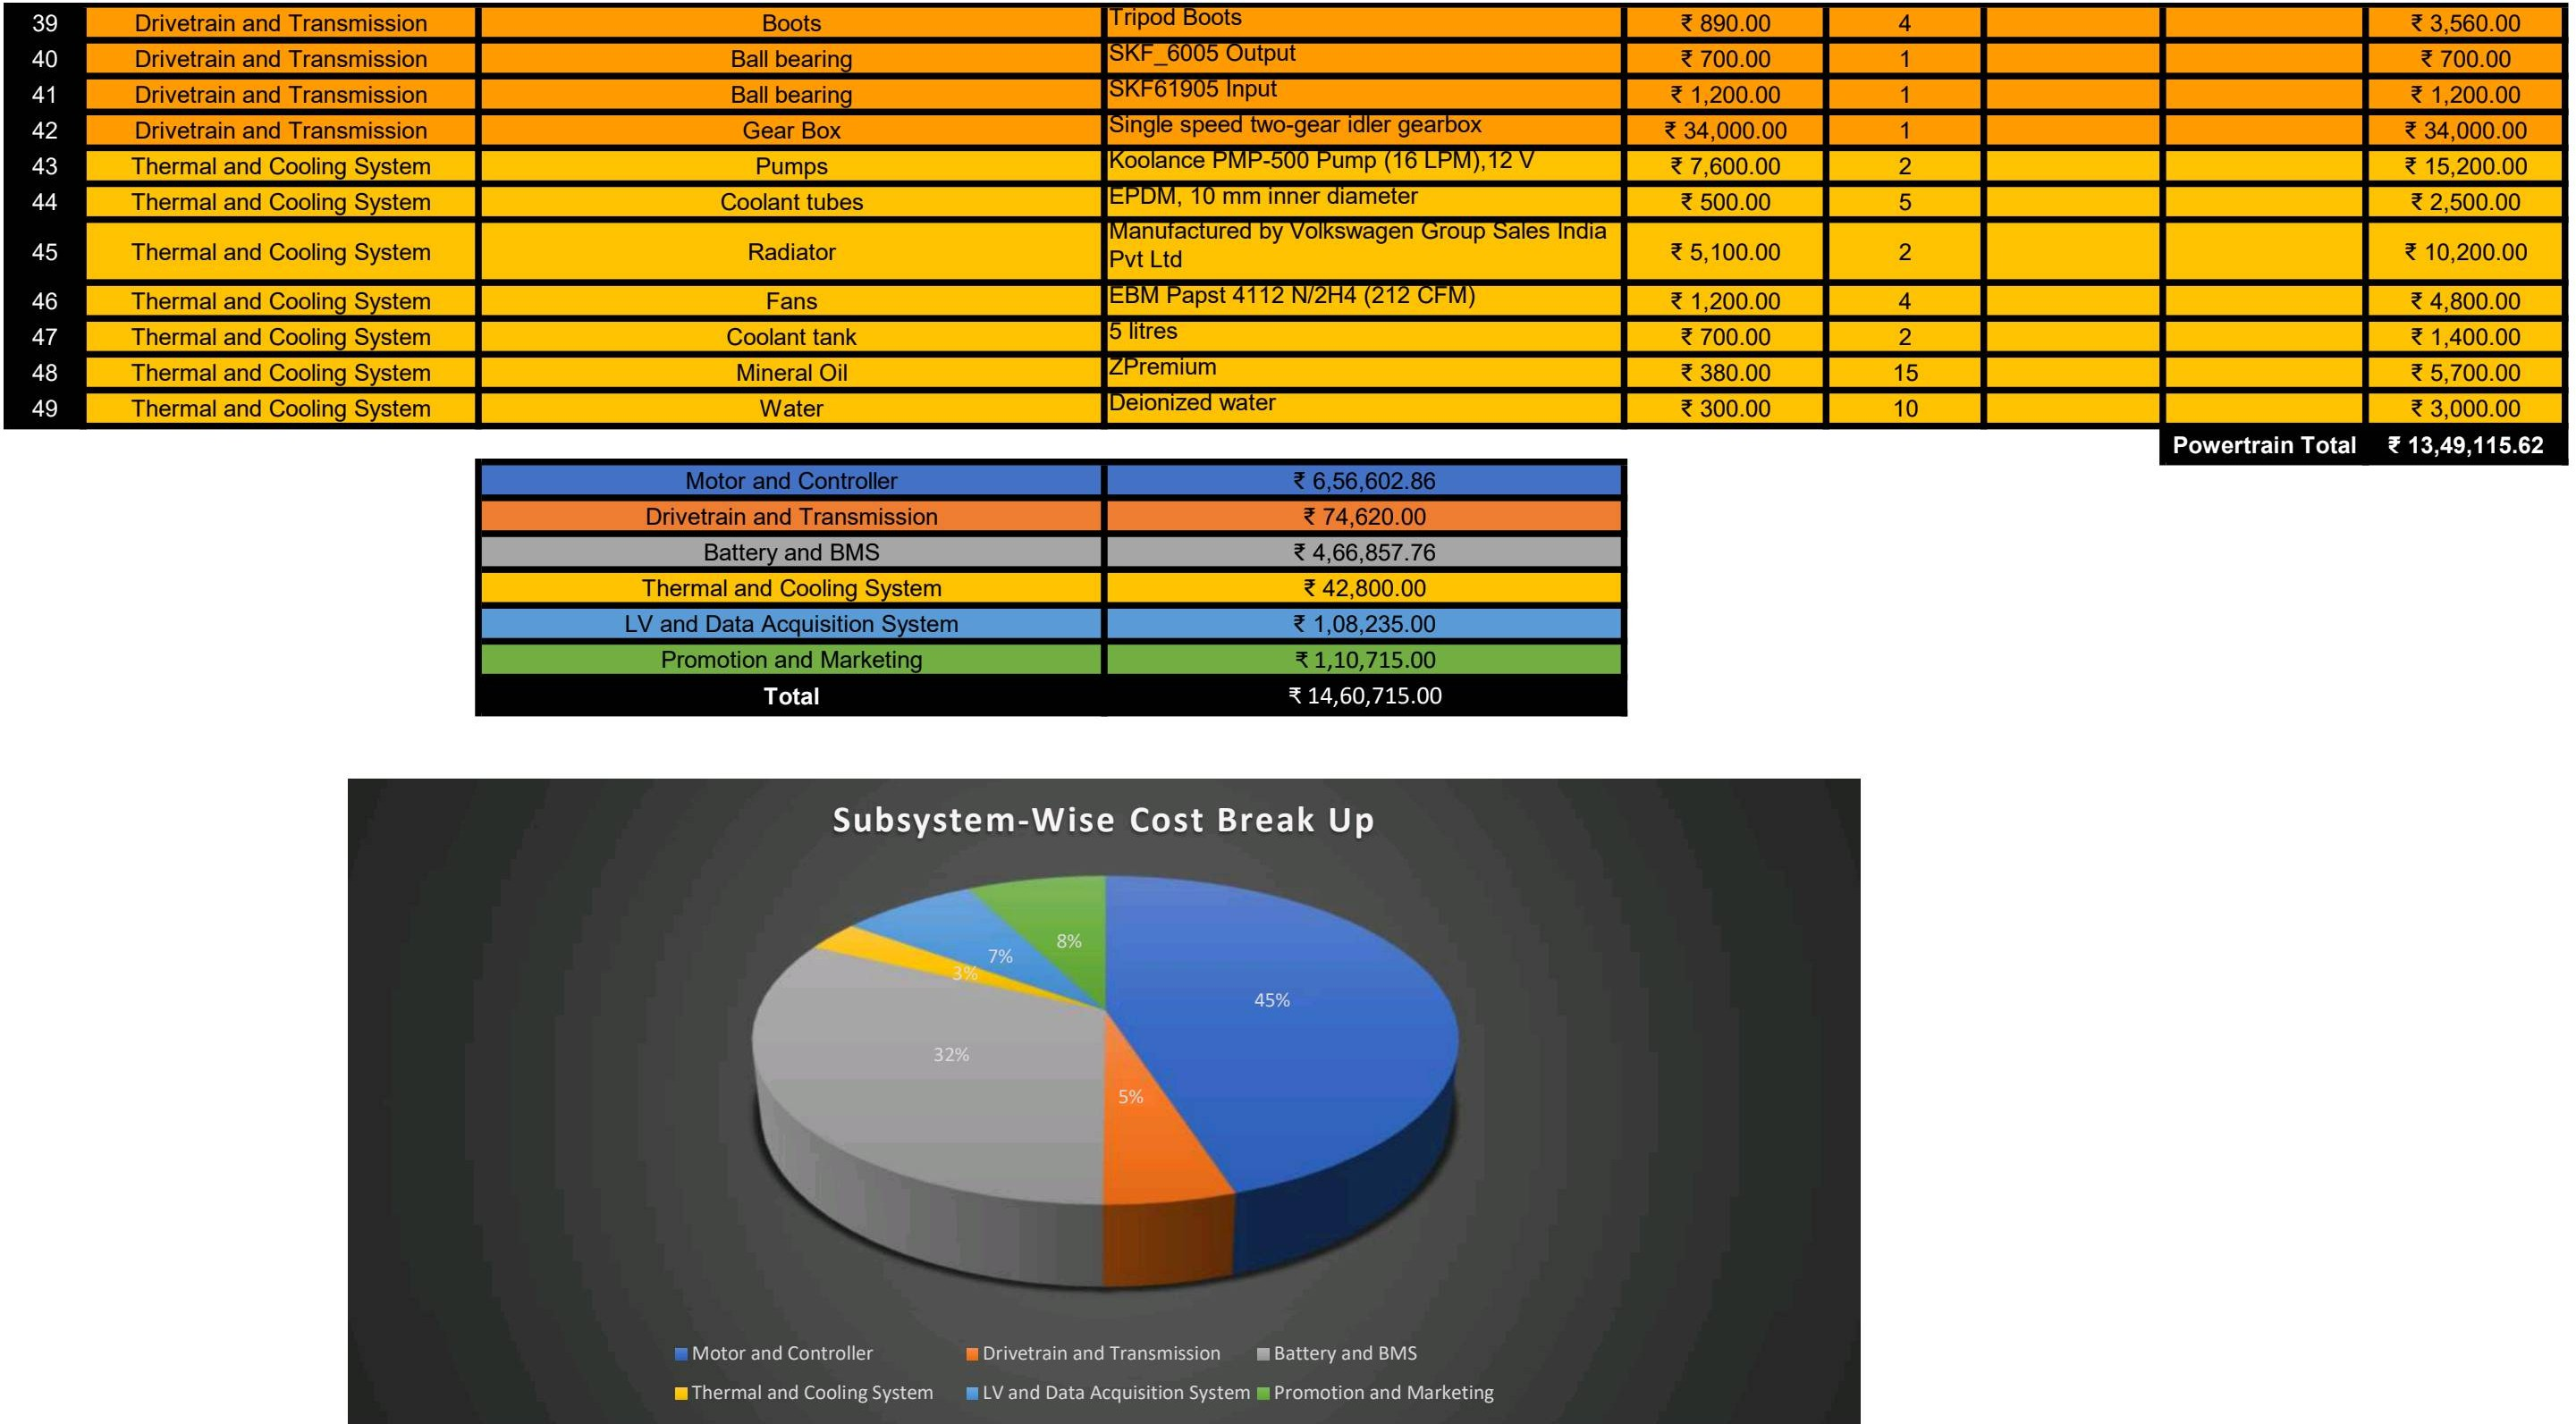 39 Drivetrain and Transmission Boots Tripod Boots ₹ 890.00 4 ₹ 3,560.00
40 Drivetrain and Transmission Ball bearing SKF_6005 Output ₹ 700.00 1 ₹ 700.00
41 Drivetrain and Transmission Ball bearing SKF61905 Input ₹ 1,200.00 1 ₹ 1,200.00
42 Drivetrain and Transmission Gear Box Single speed two-gear idler gearbox ₹ 34,000.00 1 ₹ 34,000.00
43 Thermal and Cooling System Pumps Koolance PMP-500 Pump (16 LPM),12 V ₹ 7,600.00 2 ₹ 15,200.00
44 Thermal and Cooling System Coolant tubes EPDM, 10 mm inner diameter ₹ 500.00 5 ₹ 2,500.00
45 Thermal and Cooling System Radiator Manufactured by Volkswagen Group Sales India
Pvt Ltd ₹ 5,100.00 2 ₹ 10,200.00
46 Thermal and Cooling System Fans EBM Papst 4112 N/2H4 (212 CFM) ₹ 1,200.00 4 ₹ 4,800.00
47 Thermal and Cooling System Coolant tank 5 litres ₹ 700.00 2 ₹ 1,400.00
48 Thermal and Cooling System Mineral Oil ZPremium ₹ 380.00 15 ₹ 5,700.00
49 Thermal and Cooling System Water Deionized water ₹ 300.00 10 ₹ 3,000.00
Powertrain Total ₹ 13,49,115.62
Motor and Controller ₹ 6,56,602.86
Drivetrain and Transmission ₹ 74,620.00
Battery and BMS ₹ 4,66,857.76
Thermal and Cooling System ₹ 42,800.00
LV and Data Acquisition System ₹ 1,08,235.00
Promotion and Marketing ₹ 1,10,715.00
Total ₹ 14,60,715.00
Subsystem-Wise Cost Break Up
8%
7%
3%
45%
32%
5%
Motor and Controller Drivetrain and Transmission Battery and BMS
Thermal and Cooling System LV and Data Acquisition System Promotion and Marketing